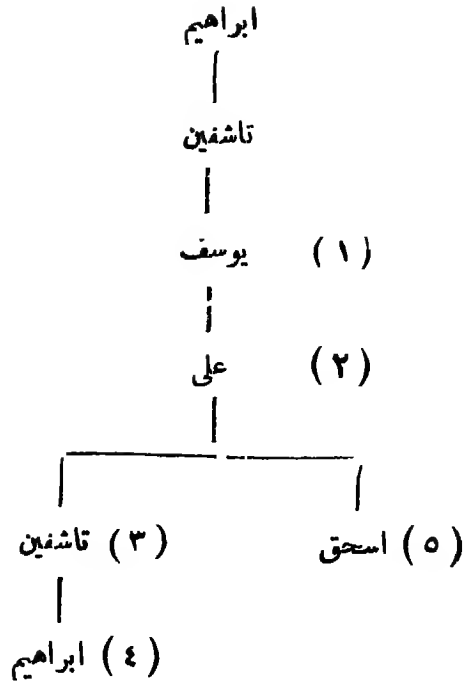 ابراهيم
تاشفين
(١) يوسف
(٢) على
(٣) تاشفين (٥) اسحق
(٤) ابراهيم